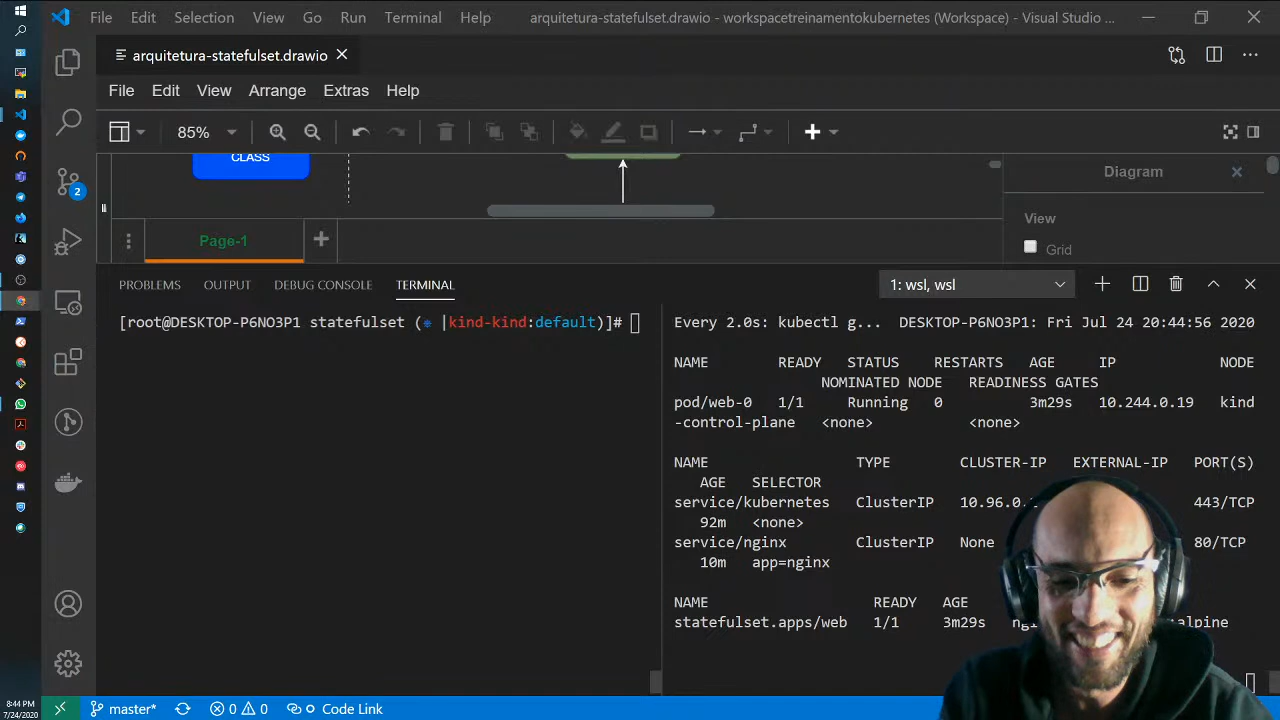 File Edit Selection View Go Run Terminal Help arquitetura-statefulset.drawio - workspacetreinamentokubernetes (Workspace) - Visual Studio ...
arquitetura-statefulset.drawio
File Edit View Arrange Extras Help
85%
CLASS
Diagram
2
View
Page-1
Grid
PROBLEMS OUTPUT DEBUG CONSOLE TERMINAL 1: wsl, wsl
[root@DESKTOP-P6NO3P1 statefulset (⎈ |kind-kind:default)]#
Every 2.0s: kubectl g... DESKTOP-P6NO3P1: Fri Jul 24 20:44:56 2020
NAME READY STATUS RESTARTS AGE IP NODE
NOMINATED NODE READINESS GATES
pod/web-0 1/1 Running 0 3m29s 10.244.0.19 kind
-control-plane <none> <none>
NAME TYPE CLUSTER-IP EXTERNAL-IP PORT(S)
AGE SELECTOR
service/kubernetes ClusterIP 10.96.0. 443/TCP
92m <none>
service/nginx ClusterIP None 80/TCP
10m app=nginx
NAME READY AGE
statefulset.apps/web 1/1 3m29s alpine
8:44 PM
7/24/2020
master* 0 0 Code Link